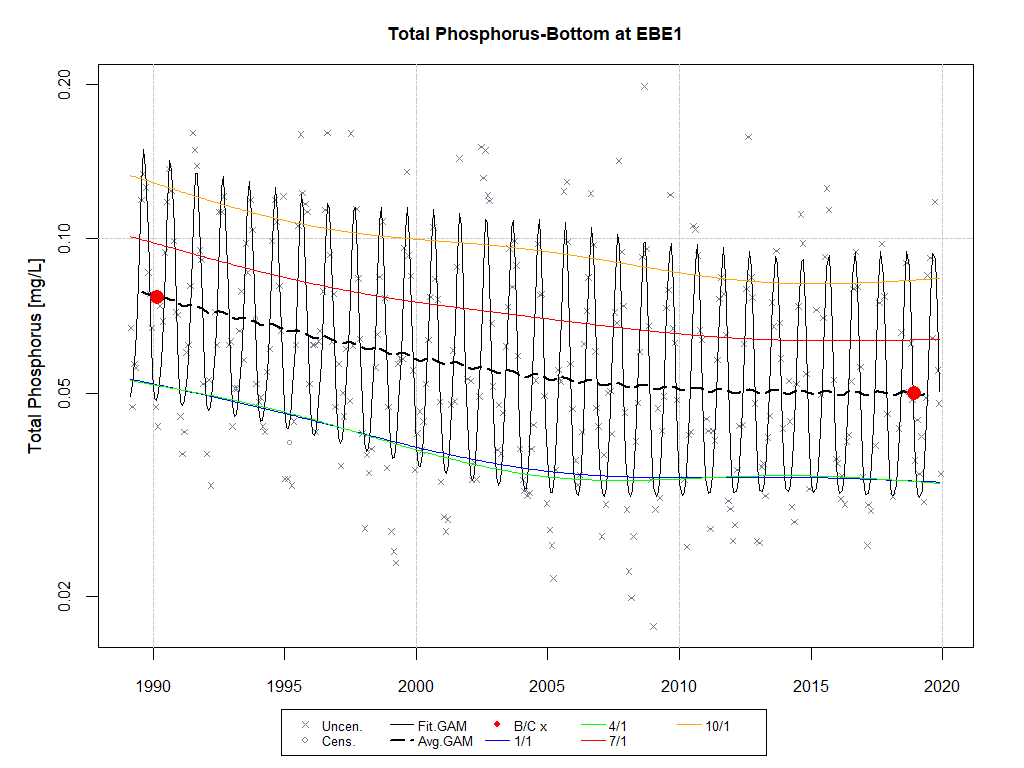 Total Phosphorus-Bottom at EBE1
Total Phosphorus [mg/L]
0.20
0.10
0.05
0.02
1990 1995 2000 2005 2010 2015 2020
Uncen. Fit.GAM B/C x 4/1 10/1
Cens. Avg.GAM 1/1 7/1